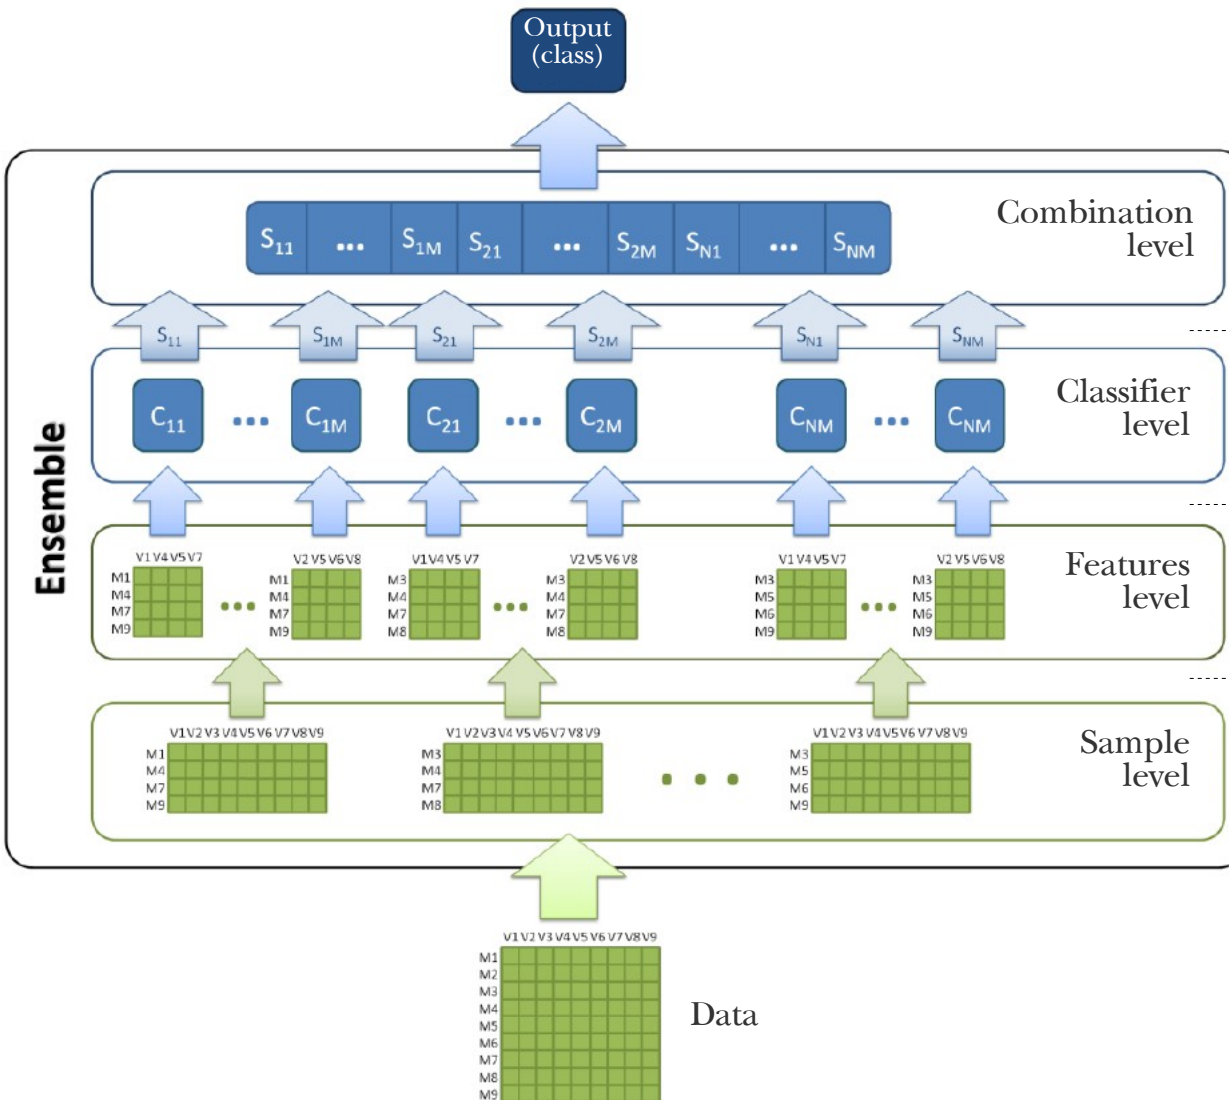 Output
(class)
Combination
level
S11 ... S1M S21 ... S2M SN1 ... SNM
S11 S1M S21 S2M SN1 SNM
Classifier
level
C11 ... C1M C21 ... C2M CNM ... CNM
Ensemble
Features
level
V1 V4 V5 V7
M1
M4
M7
M9
...
V2 V5 V6 V8
M1
M4
M7
M9
V1 V4 V5 V7
M3
M4
M7
M8
...
V2 V5 V6 V8
M3
M4
M7
M8
V1 V4 V5 V7
M3
M5
M6
M9
...
V2 V5 V6 V8
M3
M5
M6
M9
Sample
level
V1 V2 V3 V4 V5 V6 V7 V8 V9
M1
M4
M7
M9
V1 V2 V3 V4 V5 V6 V7 V8 V9
M3
M4
M7
M8
...
V1 V2 V3 V4 V5 V6 V7 V8 V9
M3
M5
M6
M9
V1 V2 V3 V4 V5 V6 V7 V8 V9
M1
M2
M3
M4
M5
M6
M7
M8
M9
Data